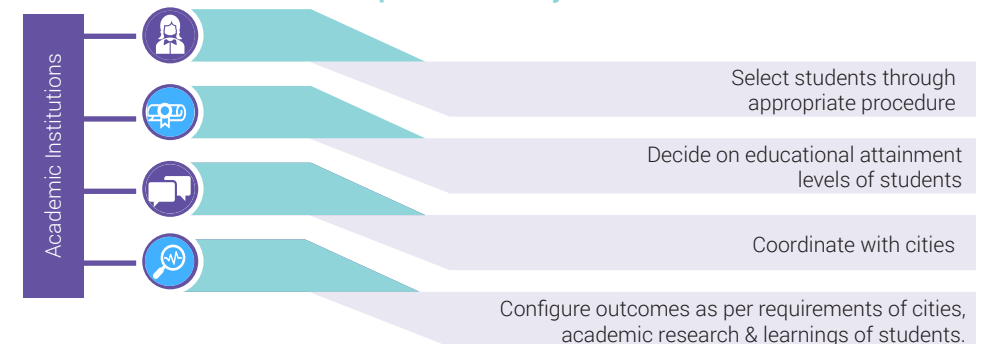 Academic Institutions
Select students through
appropriate procedure
Decide on educational attainment
levels of students
Coordinate with cities
Configure outcomes as per requirements of cities,
academic research & learnings of students.